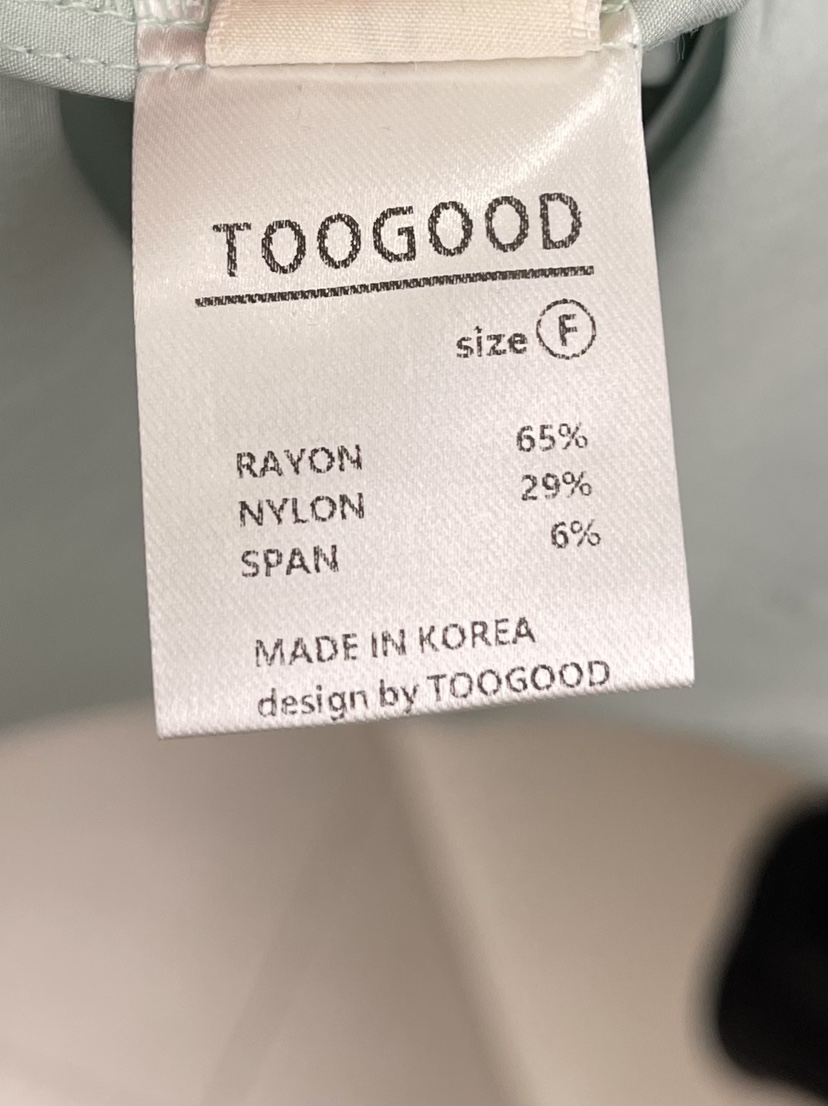 TOOGOOD
size F
RAYON 65%
NYLON 29%
SPAN 6%
MADE IN KOREA
design by TOOGOOD